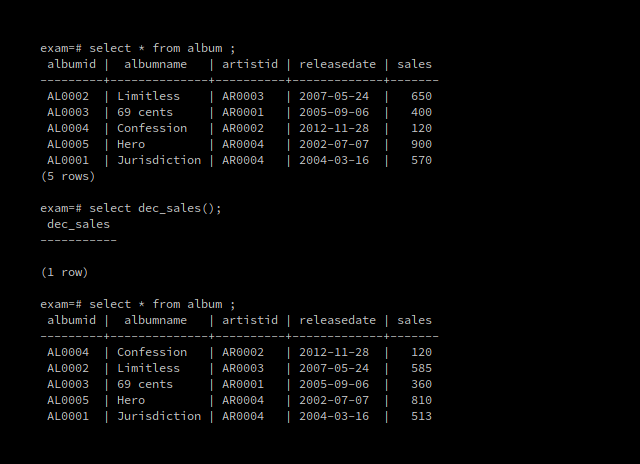 exam=# select * from album ;
 albumid |  albumname   | artistid | releasedate | sales
---------+--------------+----------+-------------+-------
 AL0002  | Limitless    | AR0003   | 2007-05-24  |   650
 AL0003  | 69 cents     | AR0001   | 2005-09-06  |   400
 AL0004  | Confession   | AR0002   | 2012-11-28  |   120
 AL0005  | Hero         | AR0004   | 2002-07-07  |   900
 AL0001  | Jurisdiction | AR0004   | 2004-03-16  |   570
(5 rows)
exam=# select dec_sales();
 dec_sales
-----------
(1 row)
exam=# select * from album ;
 albumid |  albumname   | artistid | releasedate | sales
---------+--------------+----------+-------------+-------
 AL0004  | Confession   | AR0002   | 2012-11-28  |   120
 AL0002  | Limitless    | AR0003   | 2007-05-24  |   585
 AL0003  | 69 cents     | AR0001   | 2005-09-06  |   360
 AL0005  | Hero         | AR0004   | 2002-07-07  |   810
 AL0001  | Jurisdiction | AR0004   | 2004-03-16  |   513